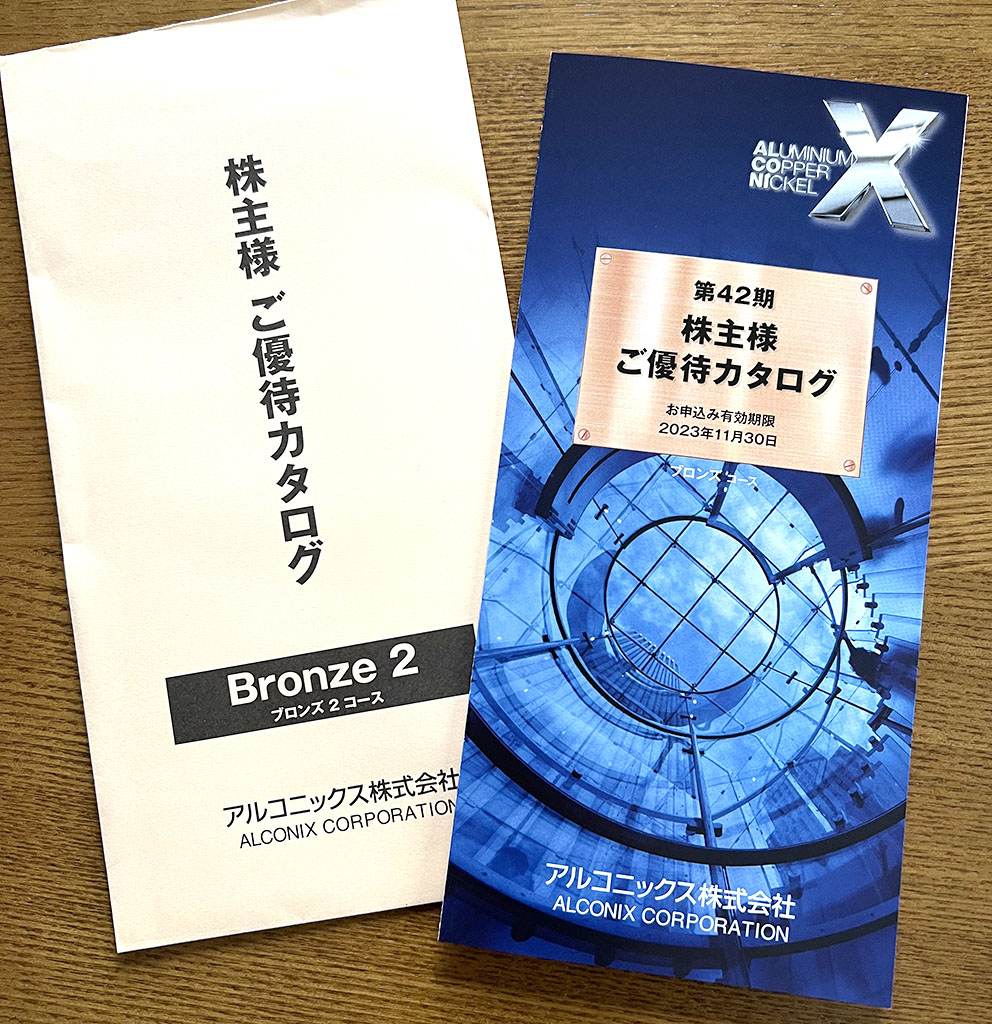 株主様 ご優待カタログ
Bronze 2
ブロンズ 2 コース
アルコニックス株式会社
ALCONIX CORPORATION
ALUMINIUM
COPPER
NICKEL
X
第42期
株主様
ご優待カタログ
お申込み有効期限
2023年11月30日
ブロンズ コース
アルコニックス株式会社
ALCONIX CORPORATION